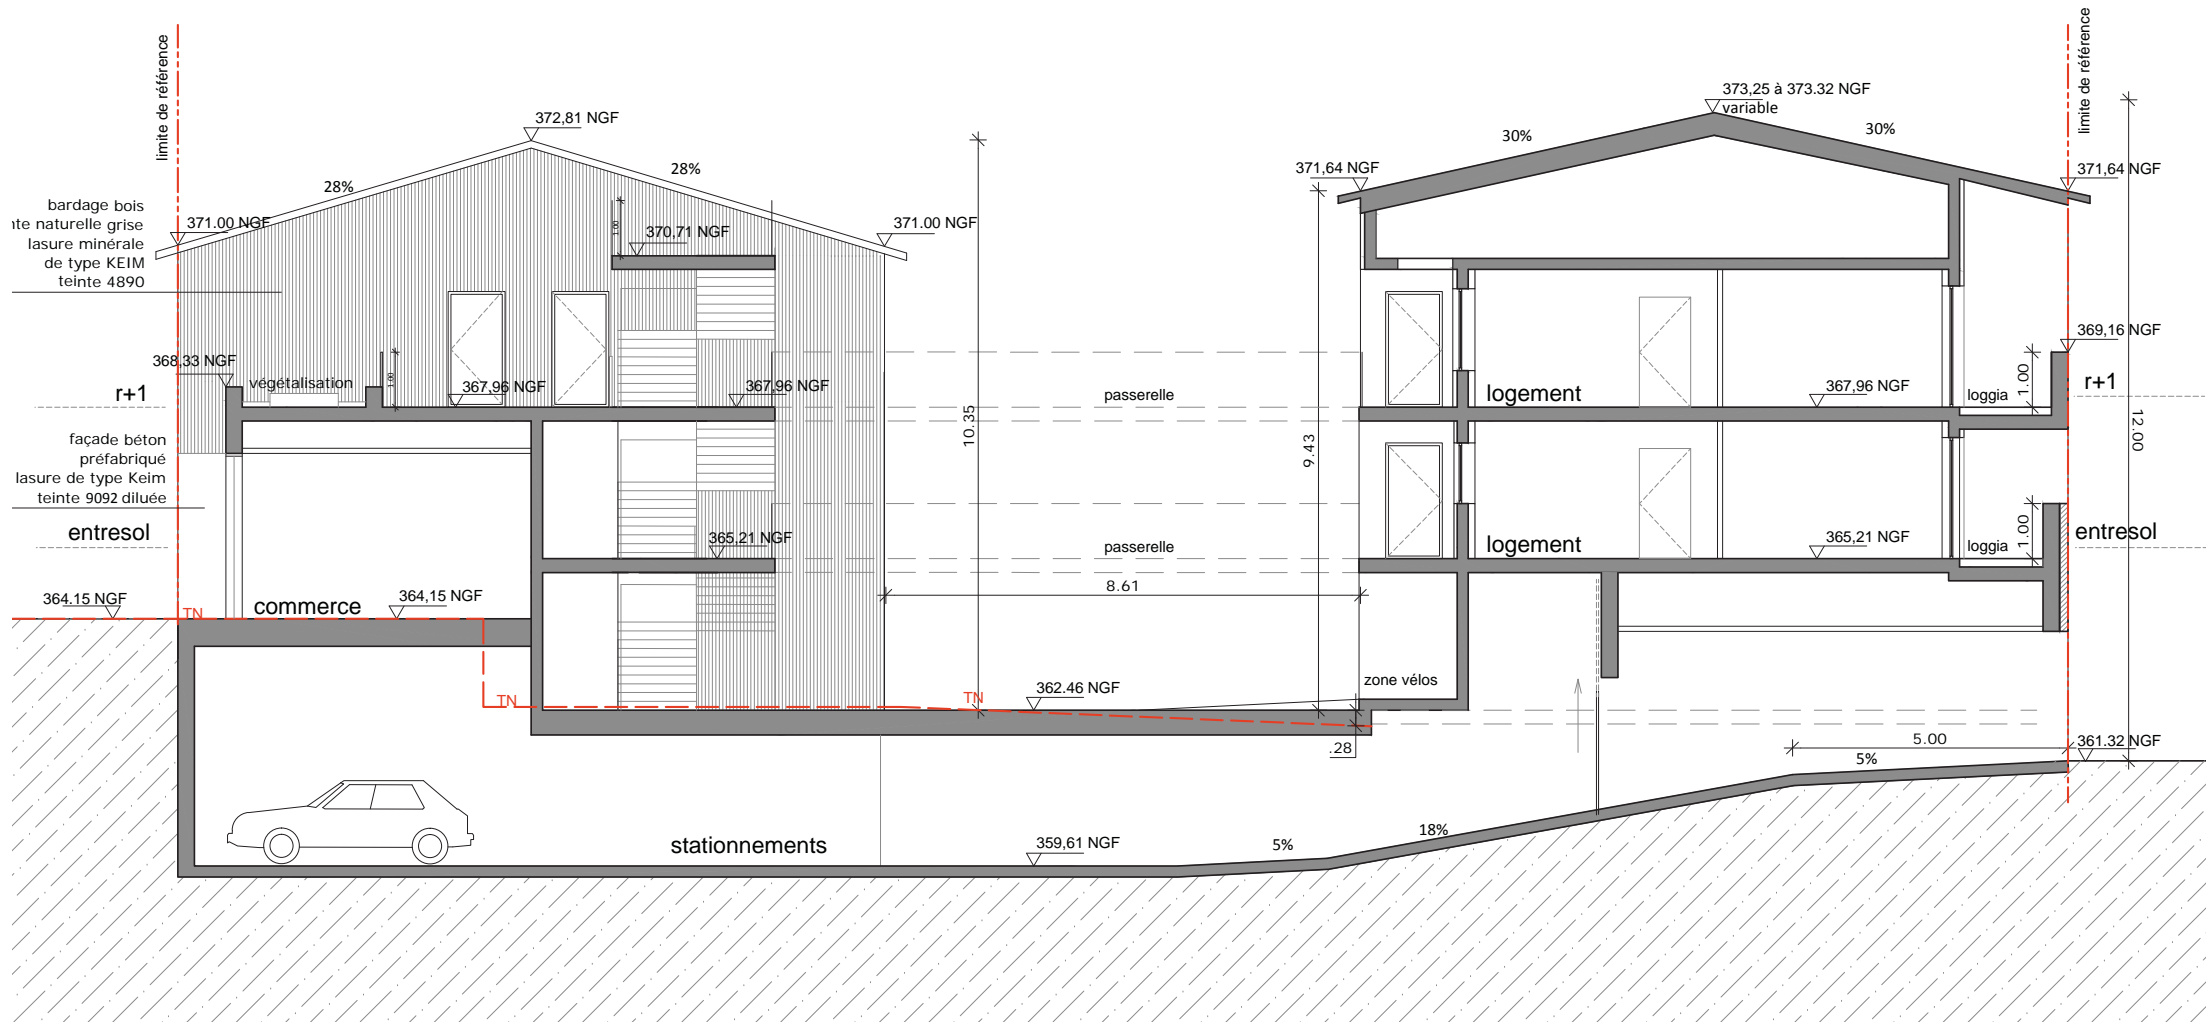 limite de référence
limite de référence
373,25 à 373.32 NGF
variable
372,81 NGF
30%
30%
28%
28%
371,64 NGF
371,64 NGF
bardage bois
nte naturelle grise
lasure minérale
de type KEIM
teinte 4890
371.00 NGF
371.00 NGF
370,71 NGF
1.00
369,16 NGF
368,33 NGF
végétalisation
1.00
367,96 NGF
367,96 NGF
r+1
passerelle
logement
367,96 NGF
loggia
1.00
r+1
12.00
10.35
9.43
façade béton
préfabriqué
lasure de type Keim
teinte 9092 diluée
entresol
365,21 NGF
passerelle
logement
365,21 NGF
loggia
1.00
entresol
8.61
364.15 NGF
TN
commerce
364,15 NGF
TN
TN
362.46 NGF
zone vélos
.28
5.00
361.32 NGF
5%
18%
5%
stationnements
359,61 NGF